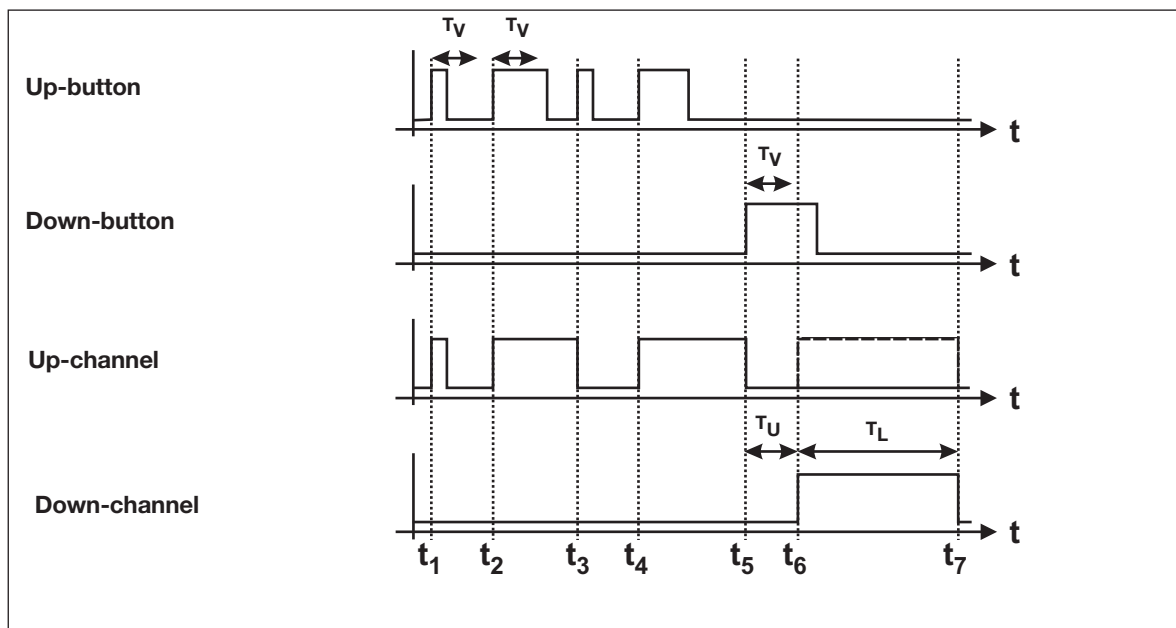 TV TV
Up-button
t
TV
Down-button
t
Up-channel
t
TU TL
Down-channel
t
t1 t2 t3 t4 t5 t6 t7